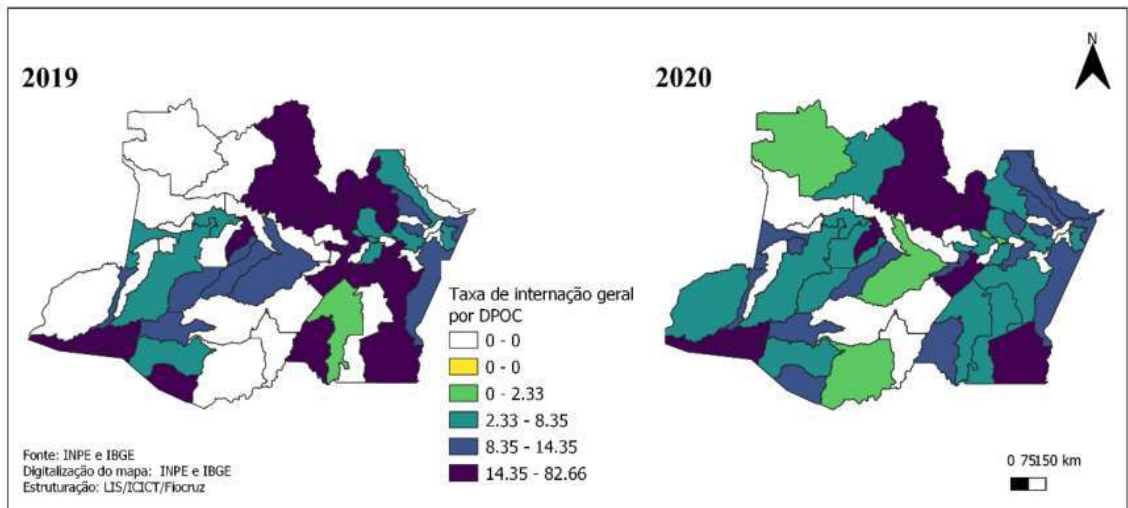 2019
2020
N
Taxa de internação geral
por DPOC
0 - 0
0 - 0
0 - 2.33
2.33 - 8.35
8.35 - 14.35
14.35 - 82.66
Fonte: INPE e IBGE
Digitalização do mapa: INPE e IBGE
Estruturação: LIS/ICICT/Fiocruz
0 75150 km